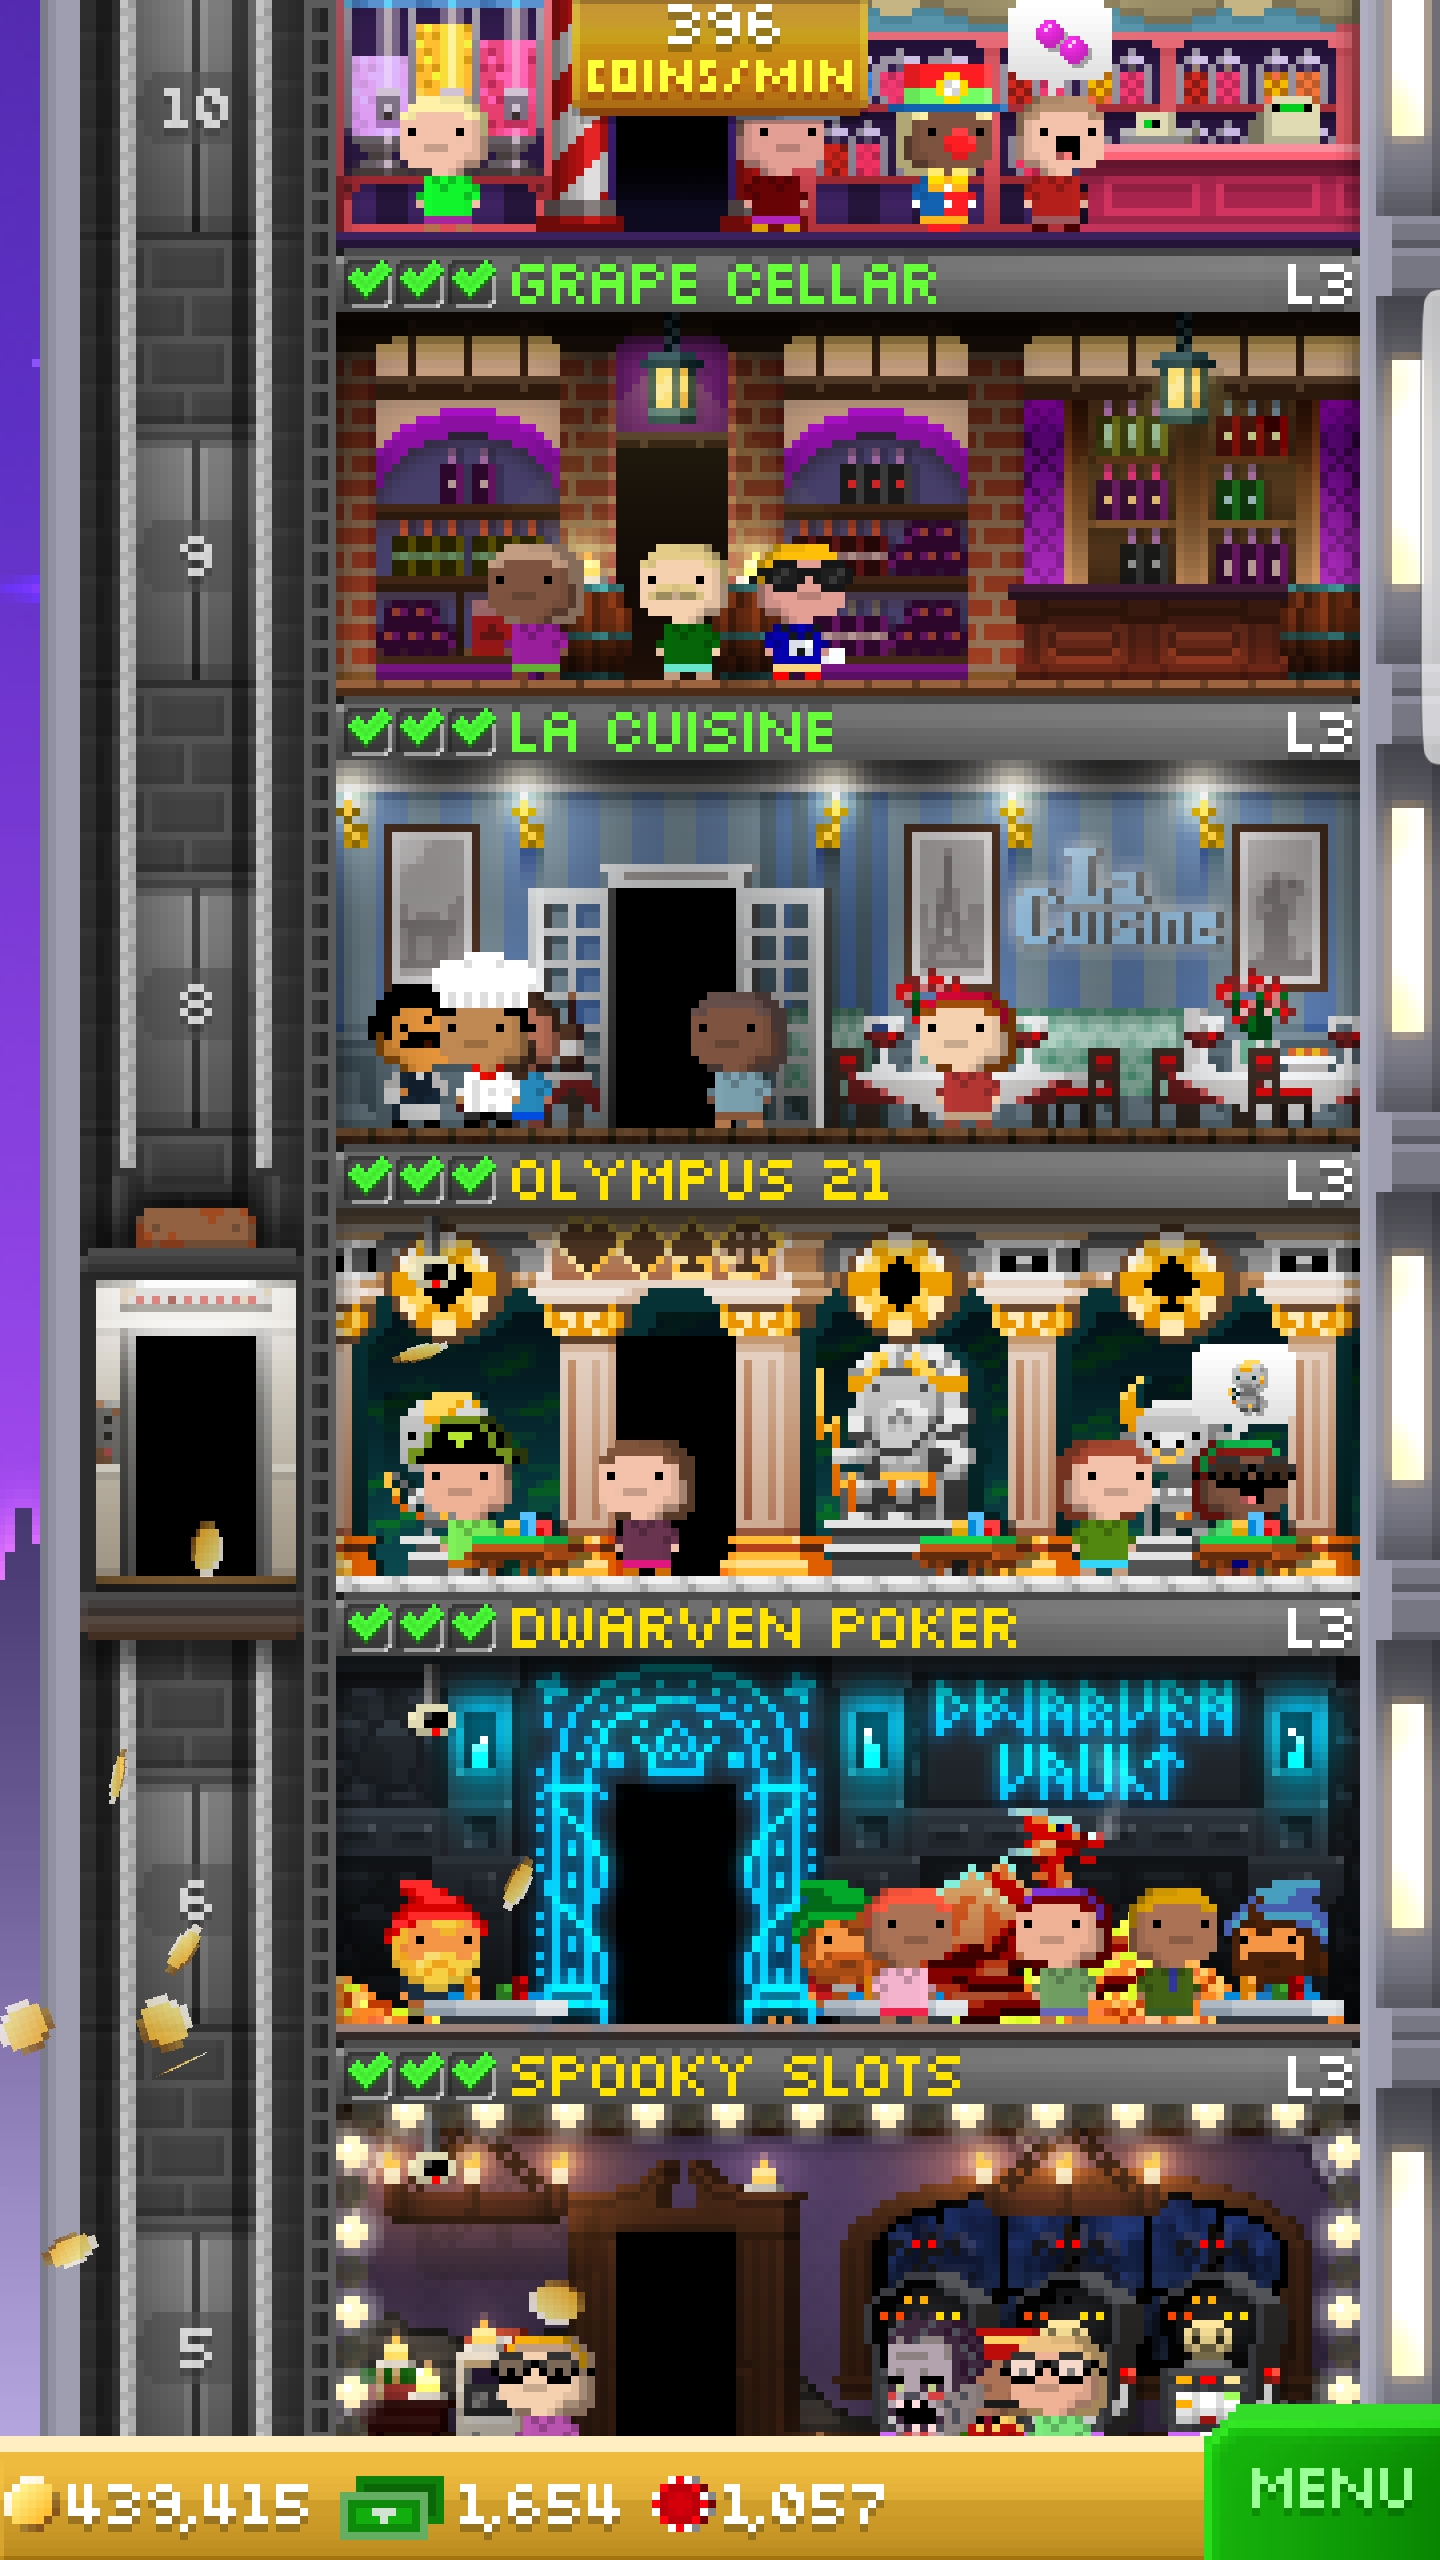 396
COINS/MIN
10
GRAPE CELLAR L3
9
LA CUISINE L3
La
Cuisine
8
OLYMPUS 21 L3
DWARVEN POKER L3
DWARVEN
VAULT
6
SPOOKY SLOTS L3
5
439,415 1,654 1,057
MENU